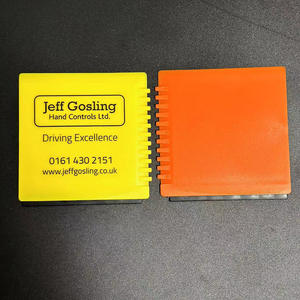 Jeff Gosling
Hand Controls Ltd.
Driving Excellence
0161 430 2151
www.jeffgosling.co.uk